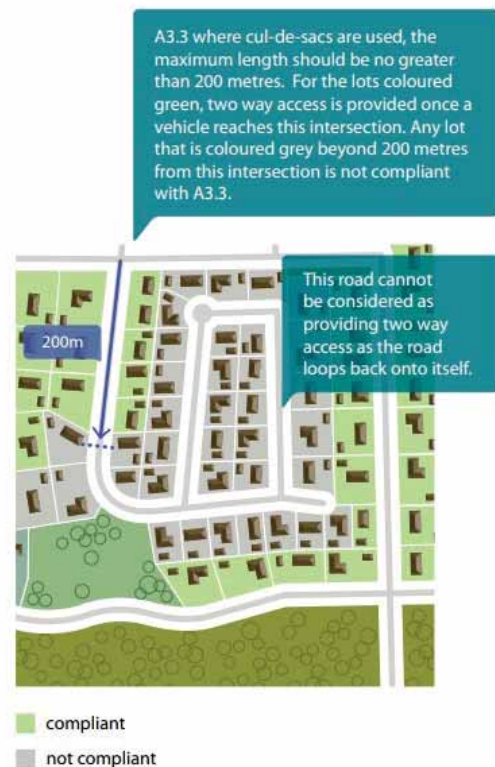 A3.3 where cul-de-sacs are used, the
maximum length should be no greater
than 200 metres.  For the lots coloured
green, two way access is provided once a
vehicle reaches this intersection. Any lot
that is coloured grey beyond 200 metres
from this intersection is not compliant
with A3.3.
This road cannot
be considered as
providing two way
access as the road
loops back onto itself.
200m
compliant
not compliant